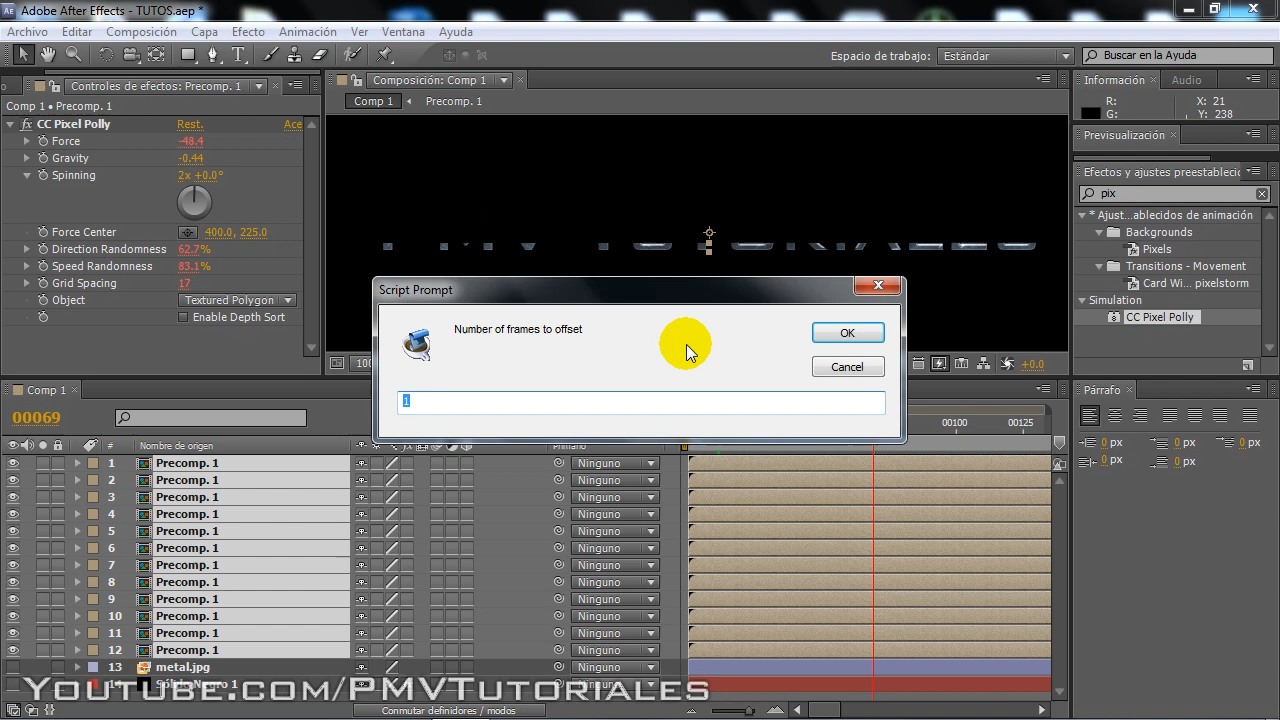 Adobe After Effects - TUTOS.aep *
Archivo Editar Composición Capa Efecto Animación Ver Ventana Ayuda
Espacio de trabajo: Estándar
Buscar en la Ayuda
Controles de efectos: Precomp. 1
Composición: Comp 1
Información Audio
Comp 1 • Precomp. 1
Comp 1 Precomp. 1
R: X: 21
G: Y: 238
CC Pixel Polly Rest. Ace
Force -48.4
Gravity -0.44
Spinning 2x +0.0°
Force Center 400.0, 225.0
Direction Randomness 62.7%
Speed Randomness 83.1%
Grid Spacing 17
Object Textured Polygon
Enable Depth Sort
Previsualización
Efectos y ajustes preestablecic
pix
* Ajust...ablecidos de animación
Backgrounds
Pixels
Transitions - Movement
Card Wi... pixelstorm
Simulation
CC Pixel Polly
Script Prompt
Number of frames to offset
OK
Cancel
1
100
+0.0
Comp 1
00069
00100 00125
Párrafo
0 px 0 px 0 px
0 px 0 px
# Nombre de origen Primario
1 Precomp. 1 Ninguno
2 Precomp. 1 Ninguno
3 Precomp. 1 Ninguno
4 Precomp. 1 Ninguno
5 Precomp. 1 Ninguno
6 Precomp. 1 Ninguno
7 Precomp. 1 Ninguno
8 Precomp. 1 Ninguno
9 Precomp. 1 Ninguno
10 Precomp. 1 Ninguno
11 Precomp. 1 Ninguno
12 Precomp. 1 Ninguno
13 metal.jpg Ninguno
14 Sólido Negro 1 Ninguno
Youtube.com/PMVTutoriales
Conmutar definidores / modos